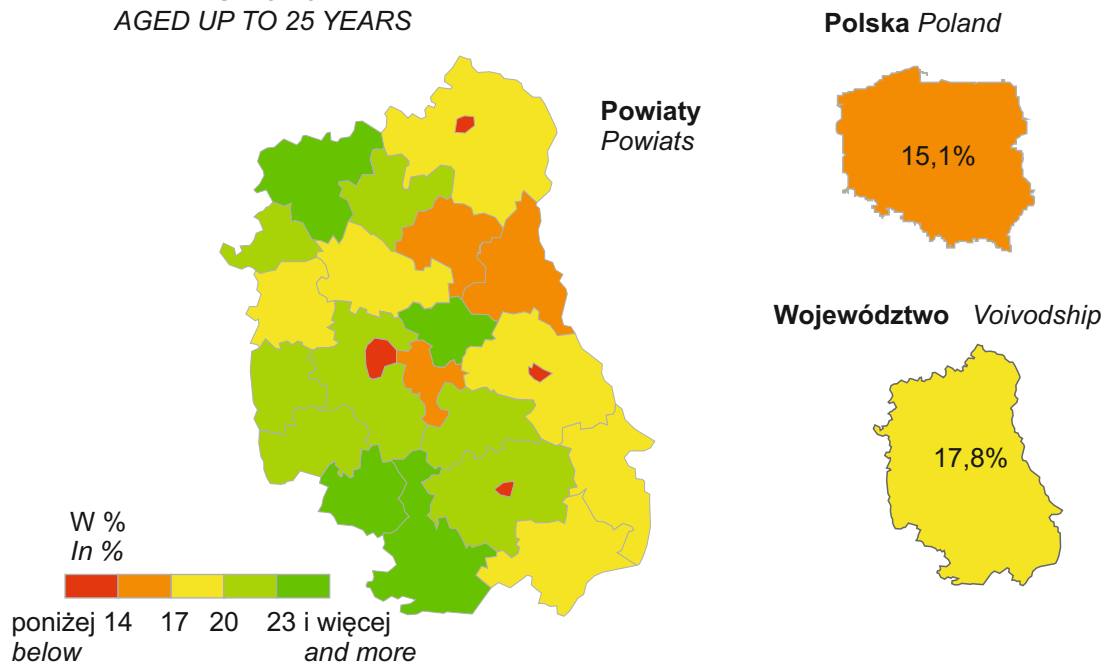 AGED UP TO 25 YEARS
Polska Poland
Powiaty
Powiats
15,1%
Województwo Voivodship
17,8%
W %
In %
poniżej 14 17 20 23 i więcej
below and more